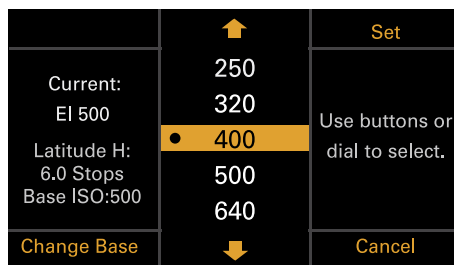 Set
Current:
EI 500
Latitude H:
6.0 Stops
Base ISO:500
250
320
400
500
640
Use buttons or
dial to select.
Change Base
Cancel